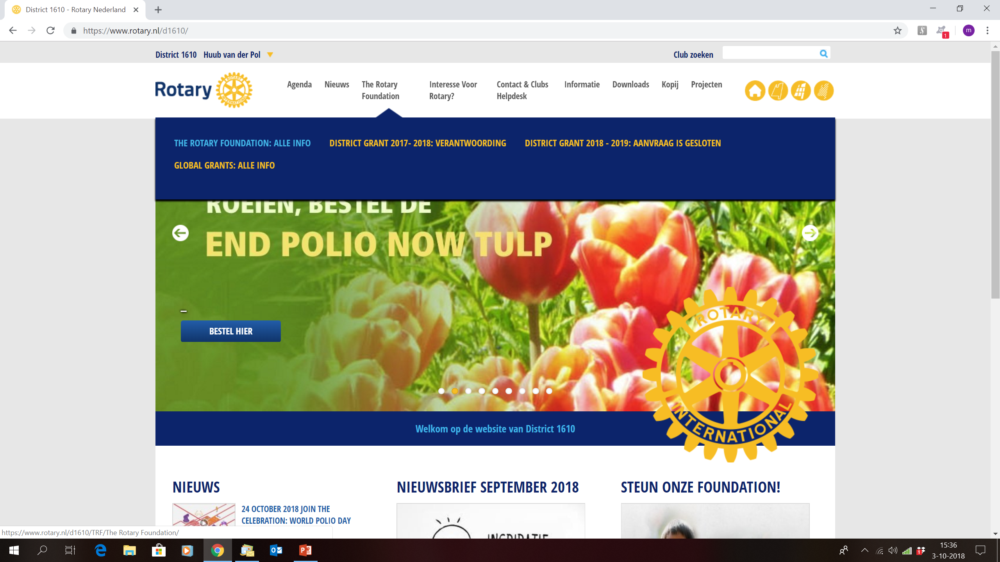 District 1610 - Rotary Nederland
https://www.rotary.nl/d1610/
1
m
District 1610 Huub van der Pol
Club zoeken
Rotary
ROTARY
INTERNATIONAL
Agenda
Nieuws
The Rotary
Foundation
Interesse Voor
Rotary?
Contact & Clubs
Helpdesk
Informatie
Downloads
Kopij
Projecten
THE ROTARY FOUNDATION: ALLE INFO
DISTRICT GRANT 2017- 2018: VERANTWOORDING
DISTRICT GRANT 2018 - 2019: AANVRAAG IS GESLOTEN
GLOBAL GRANTS: ALLE INFO
ROEIEN, BESTEL DE
END POLIO NOW TULP
BESTEL HIER
ROTARY
INTERNATIONAL
Welkom op de website van District 1610
NIEUWS
24 OCTOBER 2018 JOIN THE
CELEBRATION: WORLD POLIO DAY
NIEUWSBRIEF SEPTEMBER 2018
INSPIRATIE
STEUN ONZE FOUNDATION!
https://www.rotary.nl/d1610/TRF/The Rotary Foundation/
15:36
3-10-2018